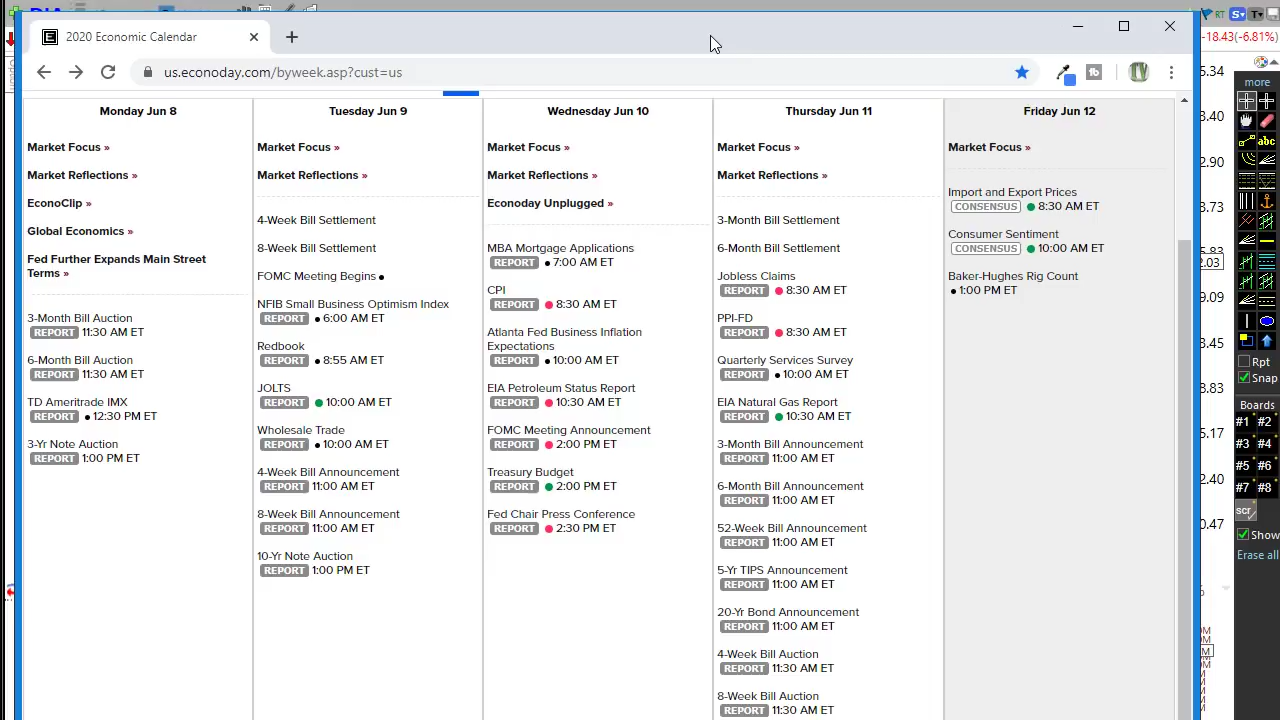 2020 Economic Calendar
us.econoday.com/byweek.asp?cust=us
RT
-18.43(-6.81%)
Monday Jun 8
Market Focus »
Market Reflections »
EconoClip »
Global Economics »
Fed Further Expands Main Street
Terms »
3-Month Bill Auction
REPORT 11:30 AM ET
6-Month Bill Auction
REPORT 11:30 AM ET
TD Ameritrade IMX
REPORT 12:30 PM ET
3-Yr Note Auction
REPORT 1:00 PM ET
Tuesday Jun 9
Market Focus »
Market Reflections »
4-Week Bill Settlement
8-Week Bill Settlement
FOMC Meeting Begins
NFIB Small Business Optimism Index
REPORT 6:00 AM ET
Redbook
REPORT 8:55 AM ET
JOLTS
REPORT 10:00 AM ET
Wholesale Trade
REPORT 10:00 AM ET
4-Week Bill Announcement
REPORT 11:00 AM ET
8-Week Bill Announcement
REPORT 11:00 AM ET
10-Yr Note Auction
REPORT 1:00 PM ET
Wednesday Jun 10
Market Focus »
Market Reflections »
Econoday Unplugged »
MBA Mortgage Applications
REPORT 7:00 AM ET
CPI
REPORT 8:30 AM ET
Atlanta Fed Business Inflation
Expectations
REPORT 10:00 AM ET
EIA Petroleum Status Report
REPORT 10:30 AM ET
FOMC Meeting Announcement
REPORT 2:00 PM ET
Treasury Budget
REPORT 2:00 PM ET
Fed Chair Press Conference
REPORT 2:30 PM ET
Thursday Jun 11
Market Focus »
Market Reflections »
3-Month Bill Settlement
6-Month Bill Settlement
Jobless Claims
REPORT 8:30 AM ET
PPI-FD
REPORT 8:30 AM ET
Quarterly Services Survey
REPORT 10:00 AM ET
EIA Natural Gas Report
REPORT 10:30 AM ET
3-Month Bill Announcement
REPORT 11:00 AM ET
6-Month Bill Announcement
REPORT 11:00 AM ET
52-Week Bill Announcement
REPORT 11:00 AM ET
5-Yr TIPS Announcement
REPORT 11:00 AM ET
20-Yr Bond Announcement
REPORT 11:00 AM ET
4-Week Bill Auction
REPORT 11:30 AM ET
8-Week Bill Auction
REPORT 11:30 AM ET
Friday Jun 12
Market Focus »
Import and Export Prices
CONSENSUS 8:30 AM ET
Consumer Sentiment
CONSENSUS 10:00 AM ET
Baker-Hughes Rig Count
1:00 PM ET
more
abc
Rpt
Snap
Boards
#1 #2
#3 #4
#5 #6
#7 #8
scr
Show
Erase all